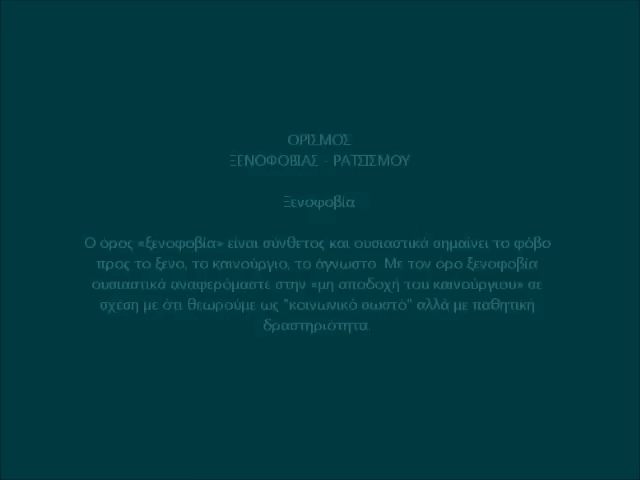 ΟΡΙΣΜΟΣ
ΞΕΝΟΦΟΒΙΑΣ - ΡΑΤΣΙΣΜΟΥ
Ξενοφοβία
Ο όρος «ξενοφοβία» είναι σύνθετος και ουσιαστικά σημαίνει το φόβο
προς το ξένο, το καινούργιο, το άγνωστο. Με τον όρο ξενοφοβία
ουσιαστικά αναφερόμαστε στην «μη αποδοχή του καινούργιου» σε
σχέση με ότι θεωρούμε ως "κοινωνικό σωστό" αλλά με παθητική
δραστηριότητα.